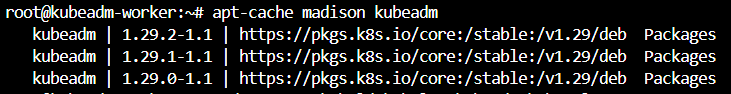 root@kubeadm-worker:~# apt-cache madison kubeadm
kubeadm | 1.29.2-1.1 | https://pkgs.k8s.io/core:/stable:/v1.29/deb  Packages
kubeadm | 1.29.1-1.1 | https://pkgs.k8s.io/core:/stable:/v1.29/deb  Packages
kubeadm | 1.29.0-1.1 | https://pkgs.k8s.io/core:/stable:/v1.29/deb  Packages